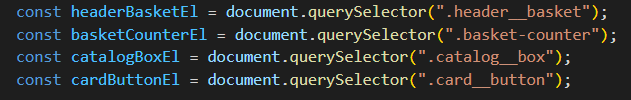 const headerBasketEl = document.querySelector(".header__basket");
const basketCounterEl = document.querySelector(".basket-counter");
const catalogBoxEl = document.querySelector(".catalog__box");
const cardButtonEl = document.querySelector(".card__button");